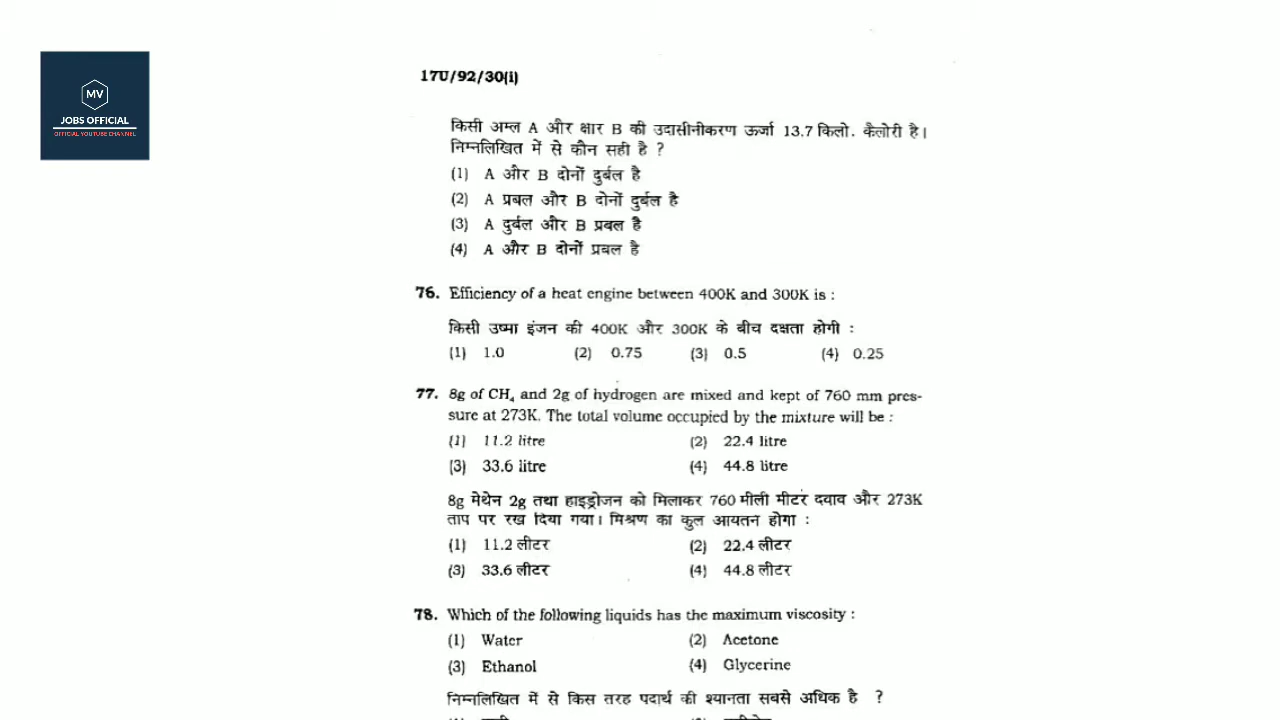 MV
JOBS OFFICIAL
OFFICIAL YOUTUBE CHANNEL
17U/92/30(i)
किसी अम्ल A और क्षार B की उदासीनीकरण ऊर्जा 13.7 किलो. कैलोरी है।
निम्नलिखित में से कौन सही है ?
(1) A और B दोनों दुर्बल है
(2) A प्रबल और B दोनों दुर्बल है
(3) A दुर्बल और B प्रबल है
(4) A और B दोनों प्रबल है
76. Efficiency of a heat engine between 400K and 300K is :
किसी उष्मा इंजन की 400K और 300K के बीच दक्षता होगी :
(1) 1.0 (2) 0.75 (3) 0.5 (4) 0.25
77. 8g of CH₄ and 2g of hydrogen are mixed and kept of 760 mm pres-
sure at 273K. The total volume occupied by the mixture will be :
(1) 11.2 litre (2) 22.4 litre
(3) 33.6 litre (4) 44.8 litre
8g मेथेन 2g तथा हाइड्रोजन को मिलाकर 760 मीली मीटर दवाव और 273K
ताप पर रख दिया गया। मिश्रण का कुल आयतन होगा :
(1) 11.2 लीटर (2) 22.4 लीटर
(3) 33.6 लीटर (4) 44.8 लीटर
78. Which of the following liquids has the maximum viscosity :
(1) Water (2) Acetone
(3) Ethanol (4) Glycerine
निम्नलिखित में से किस तरह पदार्थ की श्यानता सबसे अधिक है ?